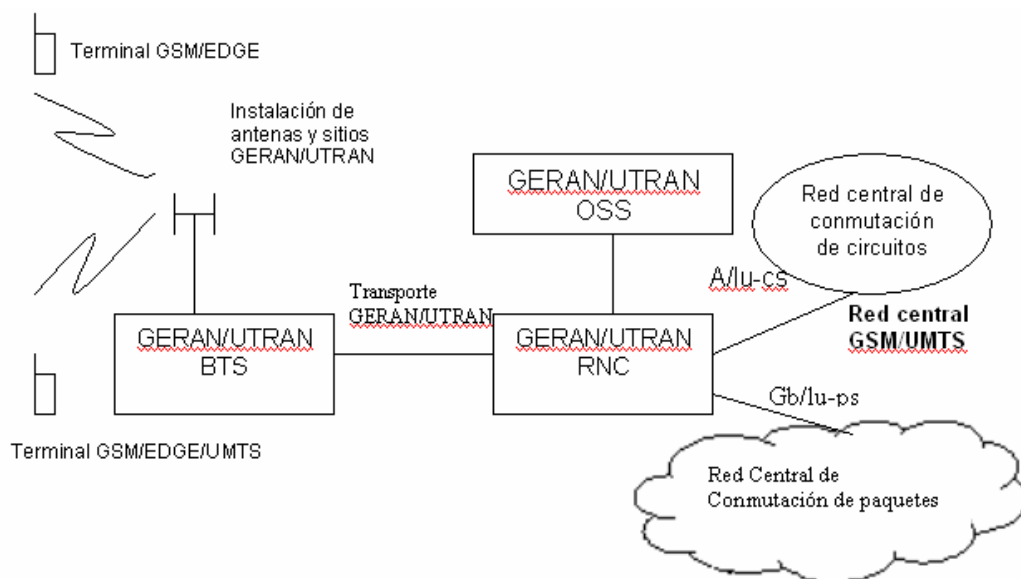 Terminal GSM/EDGE
Instalación de
antenas y sitios
GERAN/UTRAN
GERAN/UTRAN
OSS
Red central de
conmutación
de circuitos
A/Iu-cs
Transporte
GERAN/UTRAN
Red central
GSM/UMTS
GERAN/UTRAN
BTS
GERAN/UTRAN
RNC
Gb/Iu-ps
Terminal GSM/EDGE/UMTS
Red Central de
Conmutación de paquetes